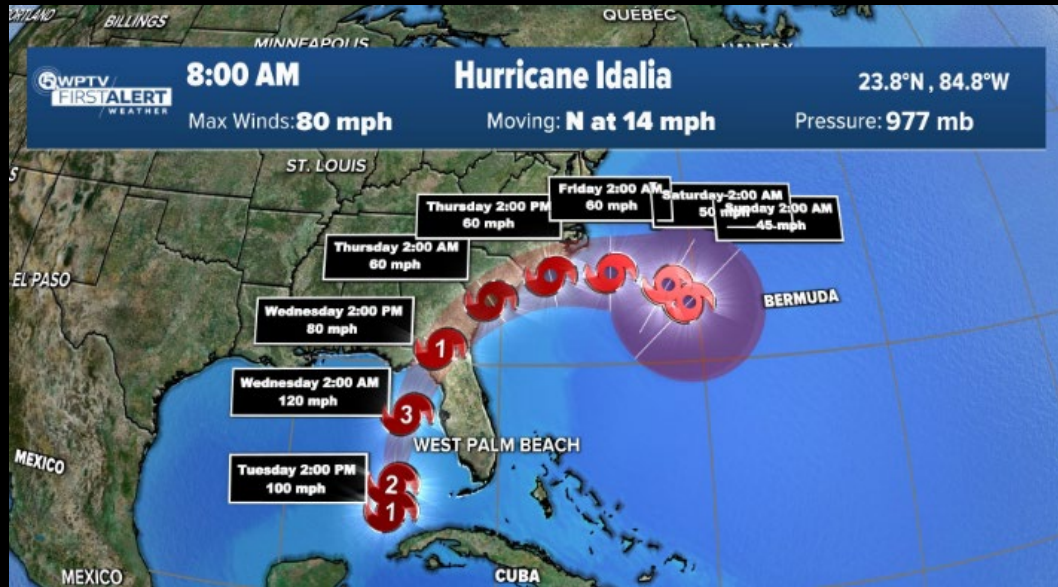 PORTLAND
BILLINGS
QUÉBEC
MINNEAPOLIS
HALIFAX
5 WPTV
FIRST ALERT
WEATHER
8:00 AM
Hurricane Idalia
23.8°N , 84.8°W
Max Winds: 80 mph
Moving: N at 14 mph
Pressure: 977 mb
ST. LOUIS
Friday 2:00 AM
60 mph
Saturday 2:00 AM
50 mph
Sunday 2:00 AM
45 mph
Thursday 2:00 PM
60 mph
Thursday 2:00 AM
60 mph
EL PASO
BERMUDA
Wednesday 2:00 PM
80 mph
1
Wednesday 2:00 AM
120 mph
3
WEST PALM BEACH
MEXICO
Tuesday 2:00 PM
100 mph
2
1
CUBA
MEXICO